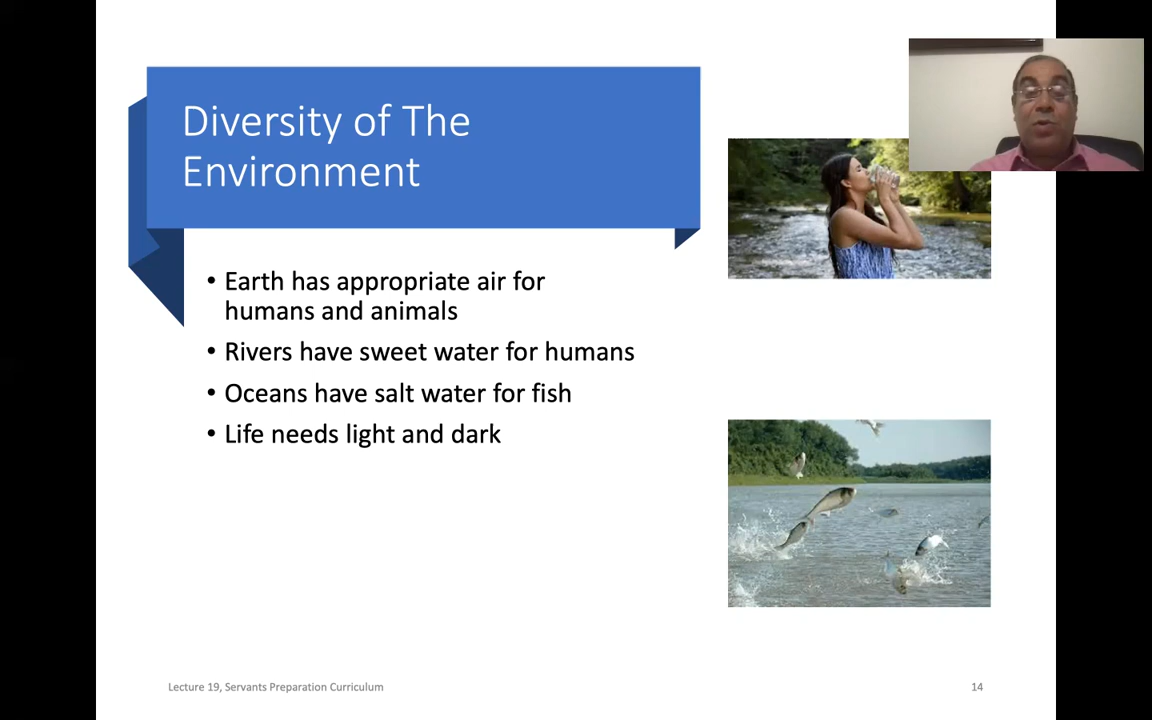 Diversity of The
Environment
• Earth has appropriate air for
humans and animals
• Rivers have sweet water for humans
• Oceans have salt water for fish
• Life needs light and dark
Lecture 19, Servants Preparation Curriculum
14